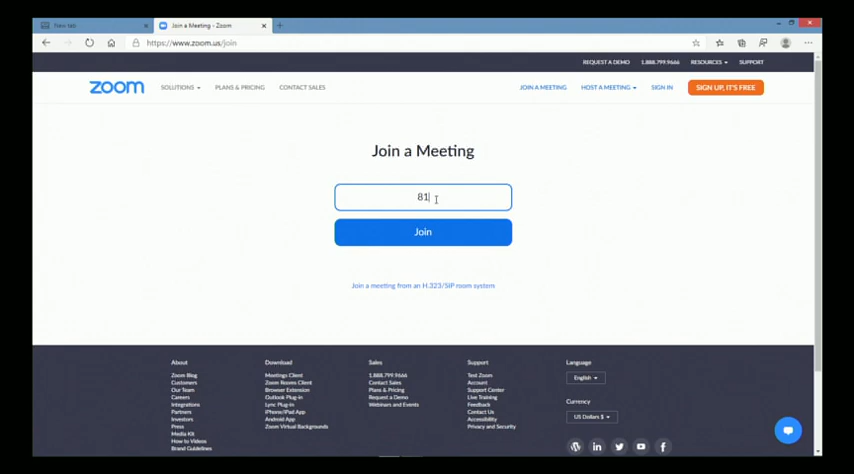 New tab
Join a Meeting - Zoom
https://www.zoom.us/join
REQUEST A DEMO 1.888.799.9666 RESOURCES SUPPORT
zoom SOLUTIONS PLANS & PRICING CONTACT SALES JOIN A MEETING HOST A MEETING SIGN IN SIGN UP, IT'S FREE
Join a Meeting
81
Join
Join a meeting from an H.323/SIP room system
About
Zoom Blog
Customers
Our Team
Careers
Integrations
Partners
Investors
Press
Media Kit
How to Videos
Brand Guidelines
Download
Meetings Client
Zoom Rooms Client
Browser Extension
Outlook Plug-in
Lync Plug-in
iPhone/iPad App
Android App
Zoom Virtual Backgrounds
Sales
1.888.799.9666
Contact Sales
Plans & Pricing
Request a Demo
Webinars and Events
Support
Test Zoom
Account
Support Center
Live Training
Feedback
Contact Us
Accessibility
Privacy and Security
Language
English
Currency
US Dollars $